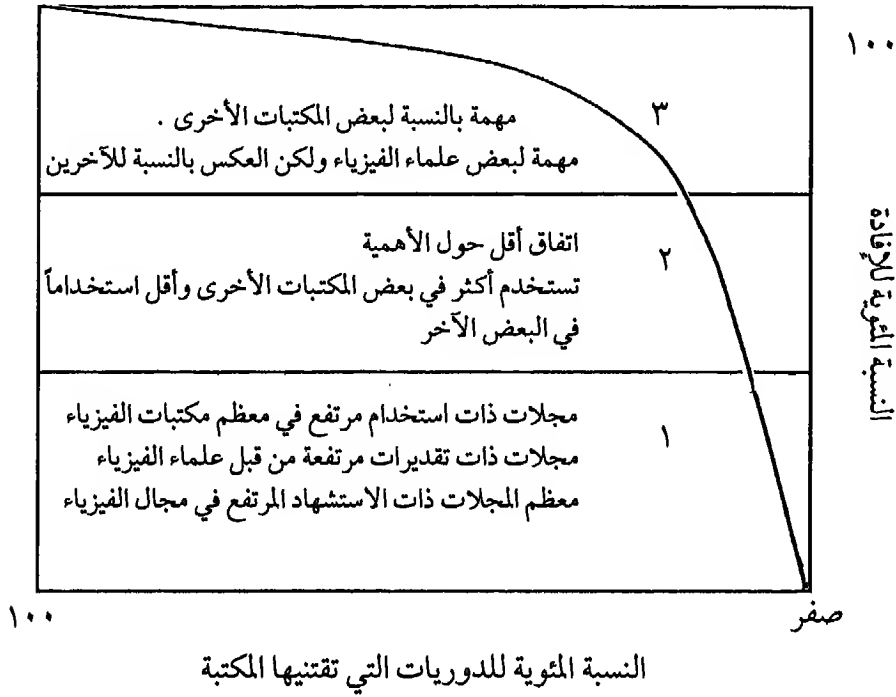 ١٠٠
٣
مهمة بالنسبة لبعض المكتبات الأخرى .
مهمة لبعض علماء الفيزياء ولكن العكس بالنسبة للآخرين
٢
اتفاق أقل حول الأهمية
تستخدم أكثر في بعض المكتبات الأخرى وأقل استخداماً
في البعض الآخر
١
مجلات ذات استخدام مرتفع في معظم مكتبات الفيزياء
مجلات ذات تقديرات مرتفعة من قبل علماء الفيزياء
معظم المجلات ذات الاستشهاد المرتفع في مجال الفيزياء
النسبة المئوية للإفادة
صفر
١٠٠
النسبة المئوية للدوريات التي تقتنيها المكتبة